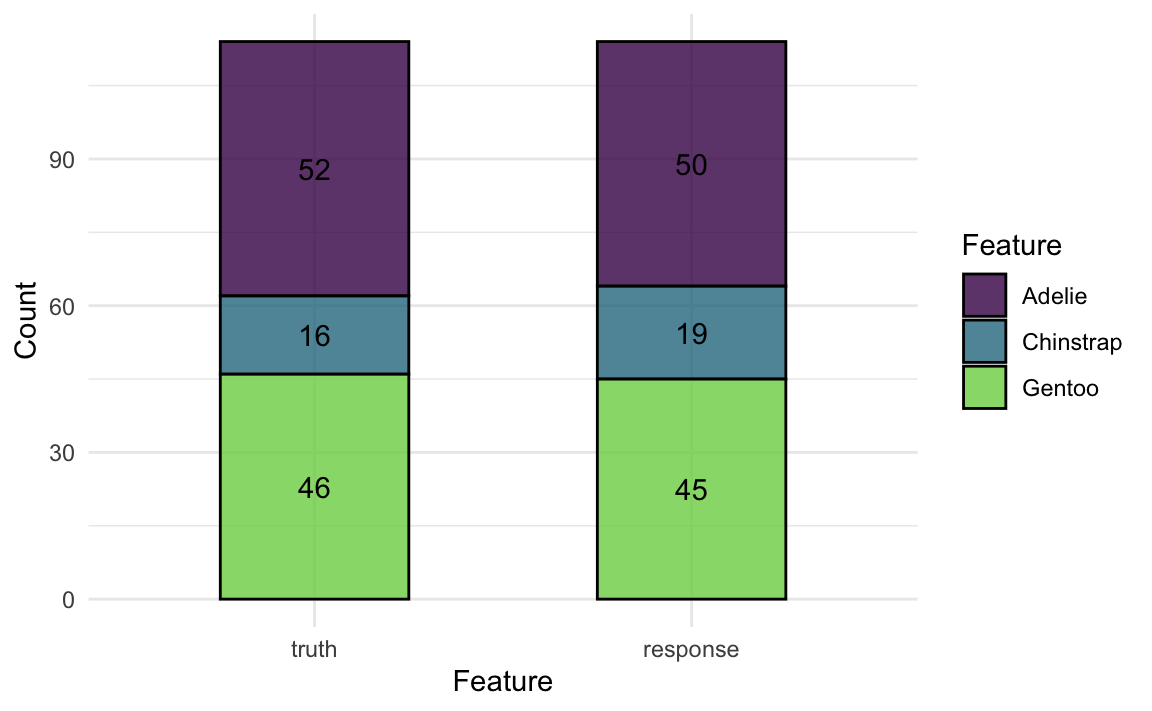 Count
90
60
30
0
52
16
46
50
19
45
truth
response
Feature
Feature
Adelie
Chinstrap
Gentoo